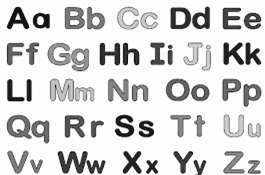 Aa Bb Cc Dd Ee
Ff Gg Hh Ii Jj Kk
Ll Mm Nn Oo Pp
Qq Rr Ss Tt Uu
Vv Ww Xx Yy Zz